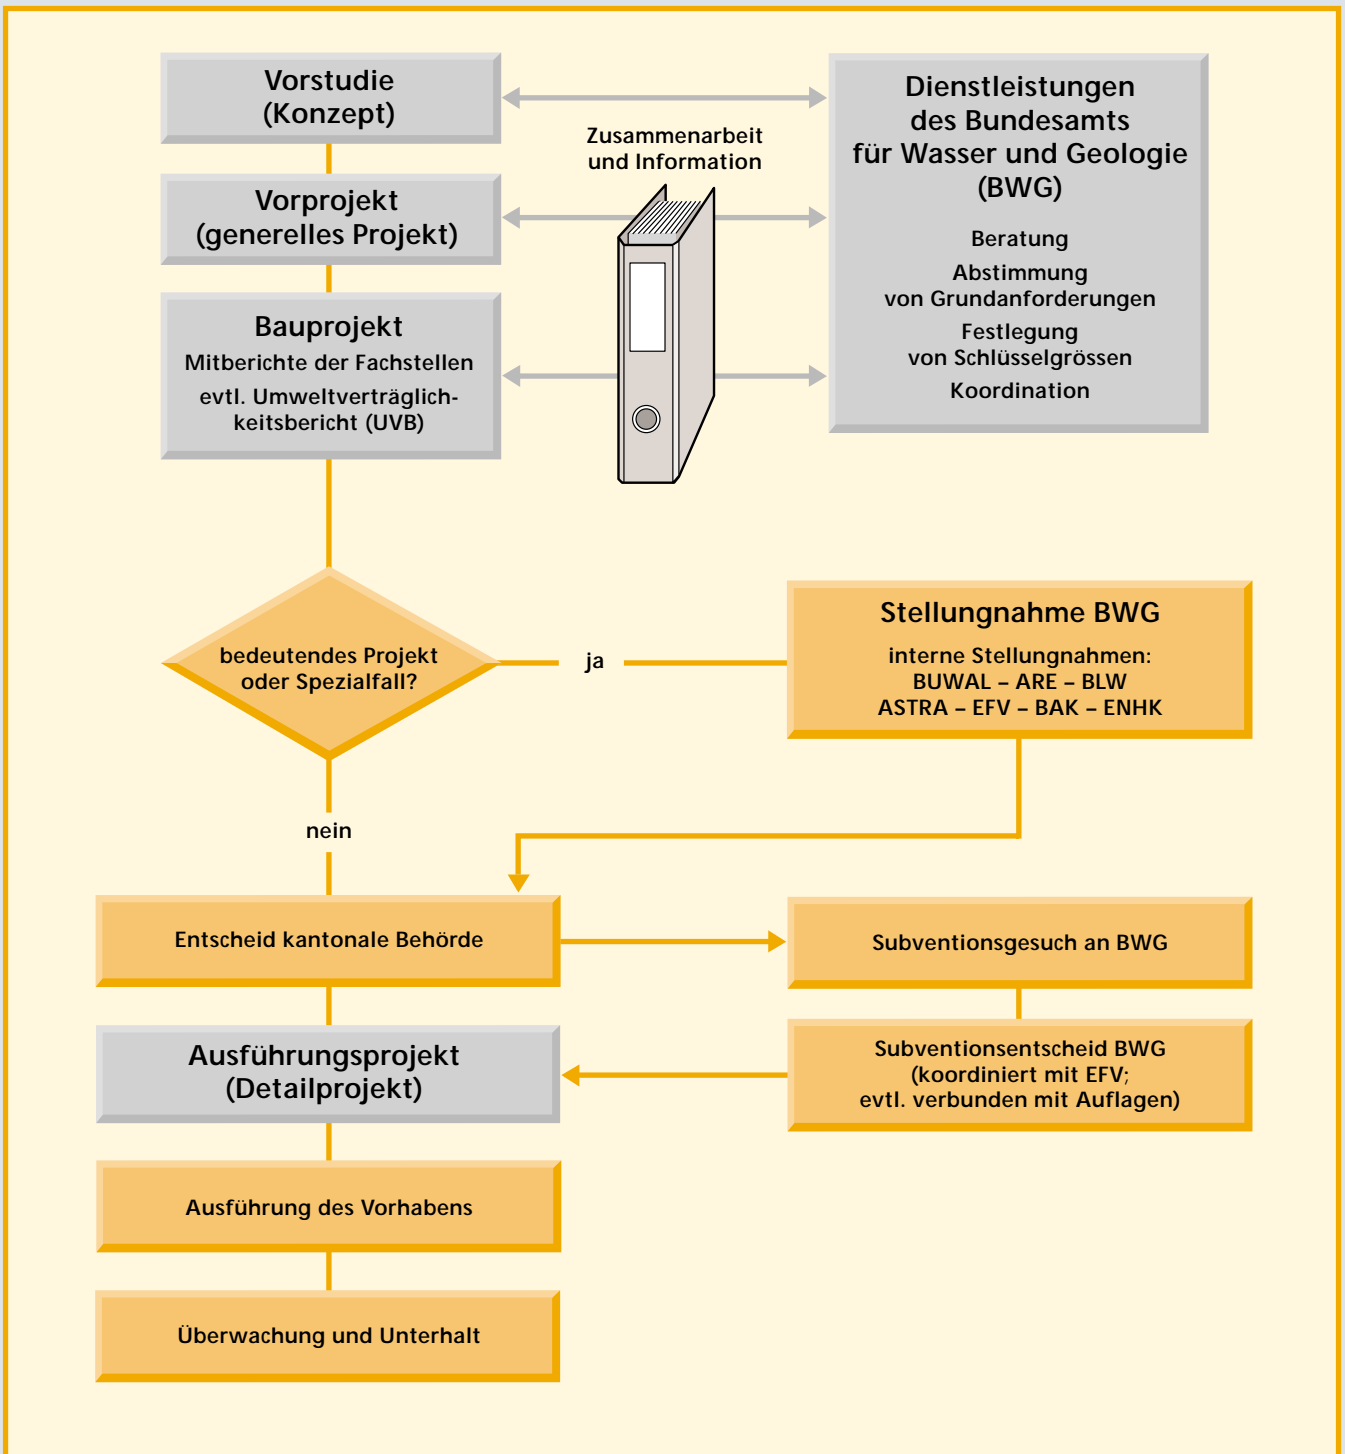 Vorstudie
(Konzept)
Zusammenarbeit
und Information
Dienstleistungen
des Bundesamts
für Wasser und Geologie
(BWG)
Beratung
Abstimmung
von Grundanforderungen
Festlegung
von Schlüsselgrössen
Koordination
Vorprojekt
(generelles Projekt)
Bauprojekt
Mitberichte der Fachstellen
evtl. Umweltverträglich-
keitsbericht (UVB)
bedeutendes Projekt
oder Spezialfall?
ja
Stellungnahme BWG
interne Stellungnahmen:
BUWAL – ARE – BLW
ASTRA – EFV – BAK – ENHK
nein
Entscheid kantonale Behörde
Subventionsgesuch an BWG
Subventionsentscheid BWG
(koordiniert mit EFV;
evtl. verbunden mit Auflagen)
Ausführungsprojekt
(Detailprojekt)
Ausführung des Vorhabens
Überwachung und Unterhalt